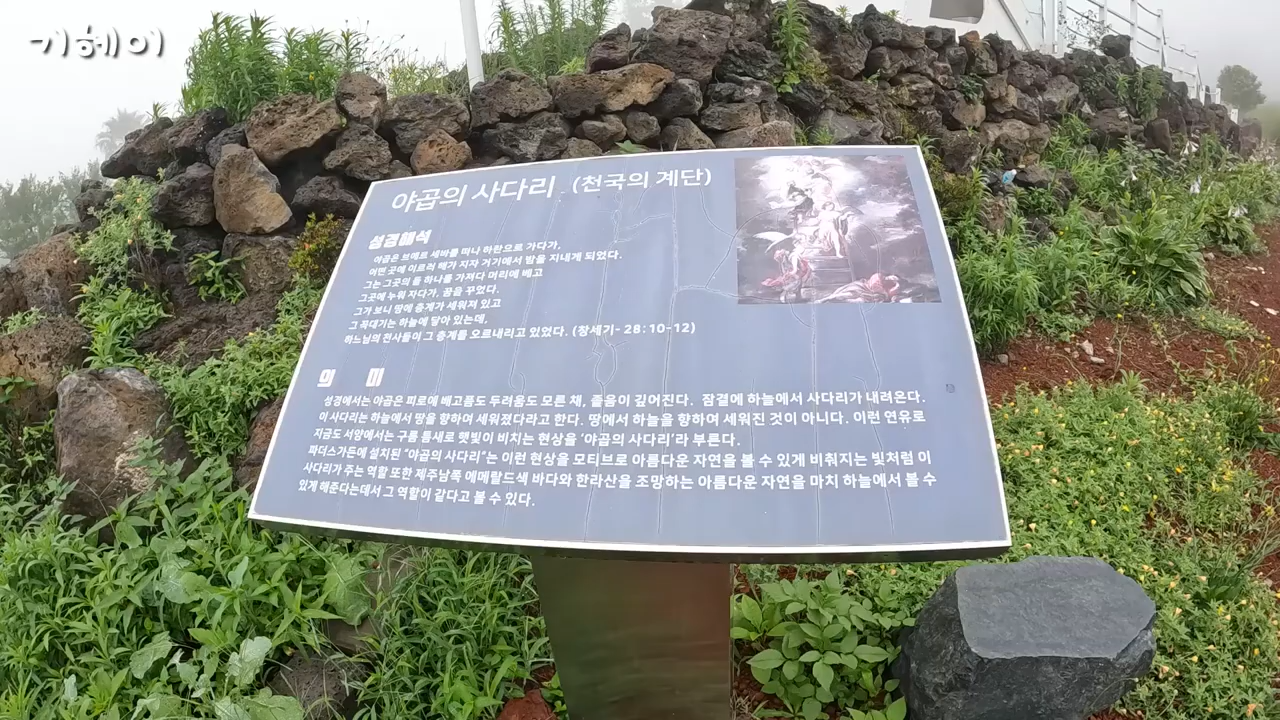 기헤이
야곱의 사다리 (천국의 계단)
성경해석
야곱은 브에르 세바를 떠나 하란으로 가다가,
어떤 곳에 이르러 해가 지자 거기에서 밤을 지내게 되었다.
그는 그곳의 돌 하나를 가져다 머리에 베고
그곳에 누워 자다가, 꿈을 꾸었다.
그가 보니 땅에 층계가 세워져 있고
그 꼭대기는 하늘에 닿아 있는데,
하느님의 천사들이 그 층계를 오르내리고 있었다. (창세기- 28:10-12)
의 미
성경에서는 야곱은 피로에 배고픔도 두려움도 모른 채, 졸음이 깊어진다. 잠결에 하늘에서 사다리가 내려온다.
이 사다리는 하늘에서 땅을 향하여 세워졌다라고 한다. 땅에서 하늘을 향하여 세워진 것이 아니다. 이런 연유로
지금도 서양에서는 구름 틈새로 햇빛이 비치는 현상을 '야곱의 사다리'라 부른다.
파더스가든에 설치된 "야곱의 사다리"는 이런 현상을 모티브로 아름다운 자연을 볼 수 있게 비춰지는 빛처럼 이
사다리가 주는 역할 또한 제주남쪽 에메랄드색 바다와 한라산을 조망하는 아름다운 자연을 마치 하늘에서 볼 수
있게 해준다는데서 그 역할이 같다고 볼 수 있다.